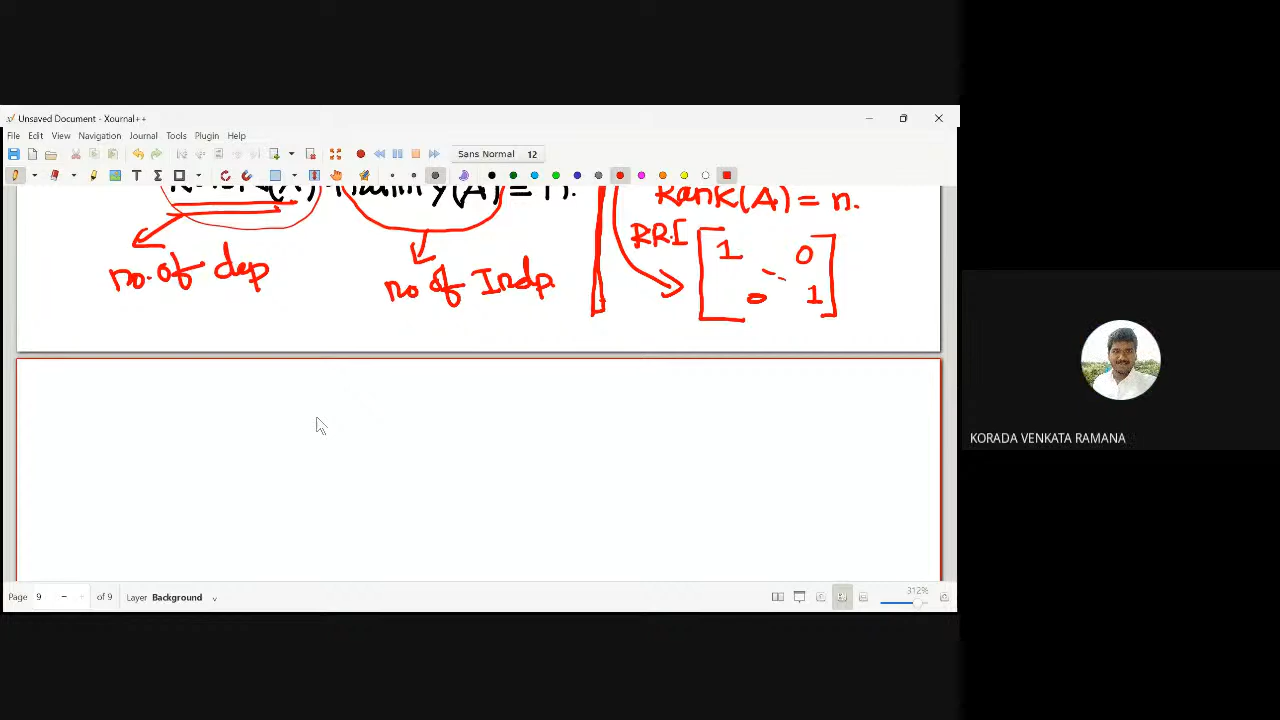 Unsaved Document - Xournal++
File Edit View Navigation Journal Tools Plugin Help
Sans Normal 12
(A) = n.
no. of dep
no of Indp.
Rank(A) = n.
RRE
1 0
0 1
KORADA VENKATA RAMANA
Page 9 of 9 Layer Background 312%